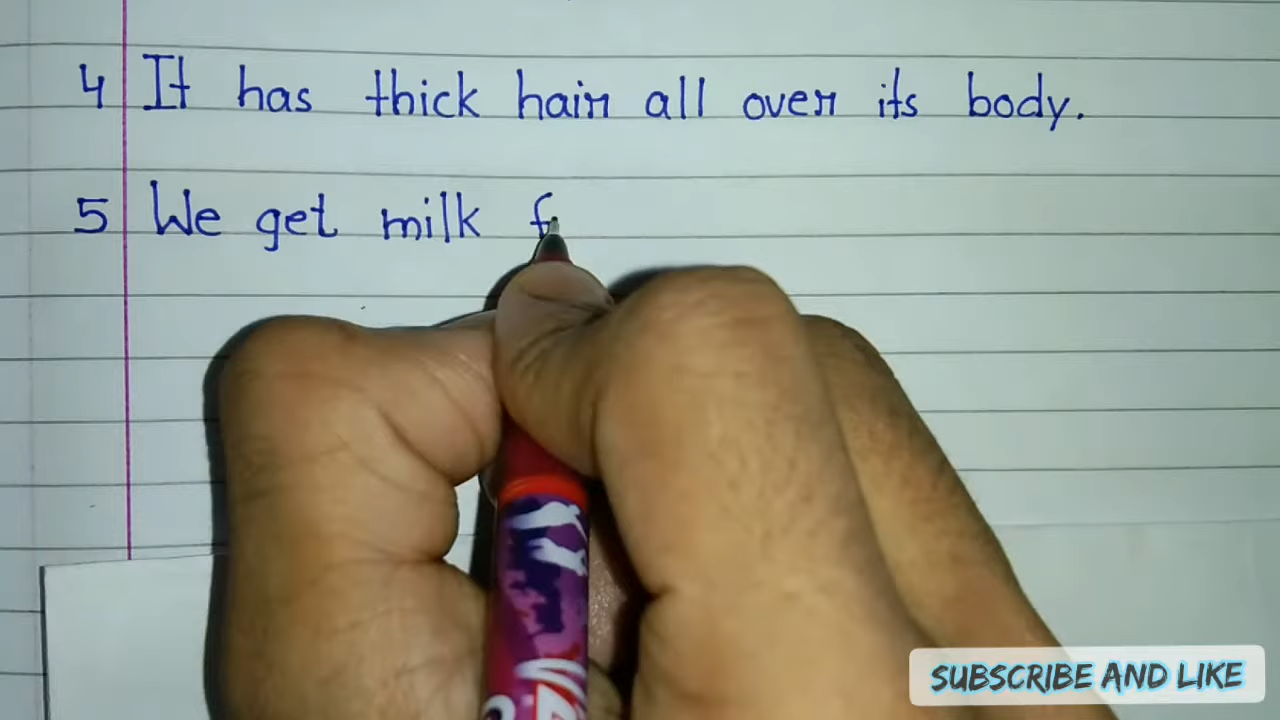 4 It has thick hair all over its body.
5 We get milk f
SUBSCRIBE AND LIKE